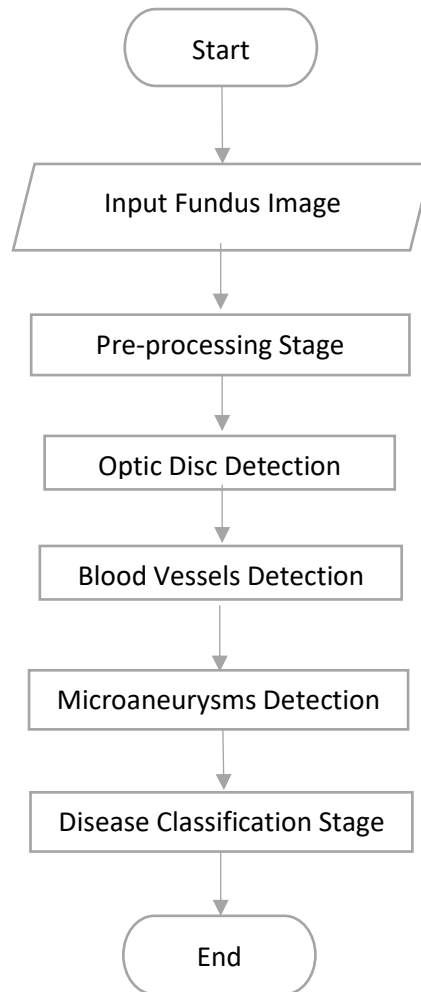 Start
Input Fundus Image
Pre-processing Stage
Optic Disc Detection
Blood Vessels Detection
Microaneurysms Detection
Disease Classification Stage
End